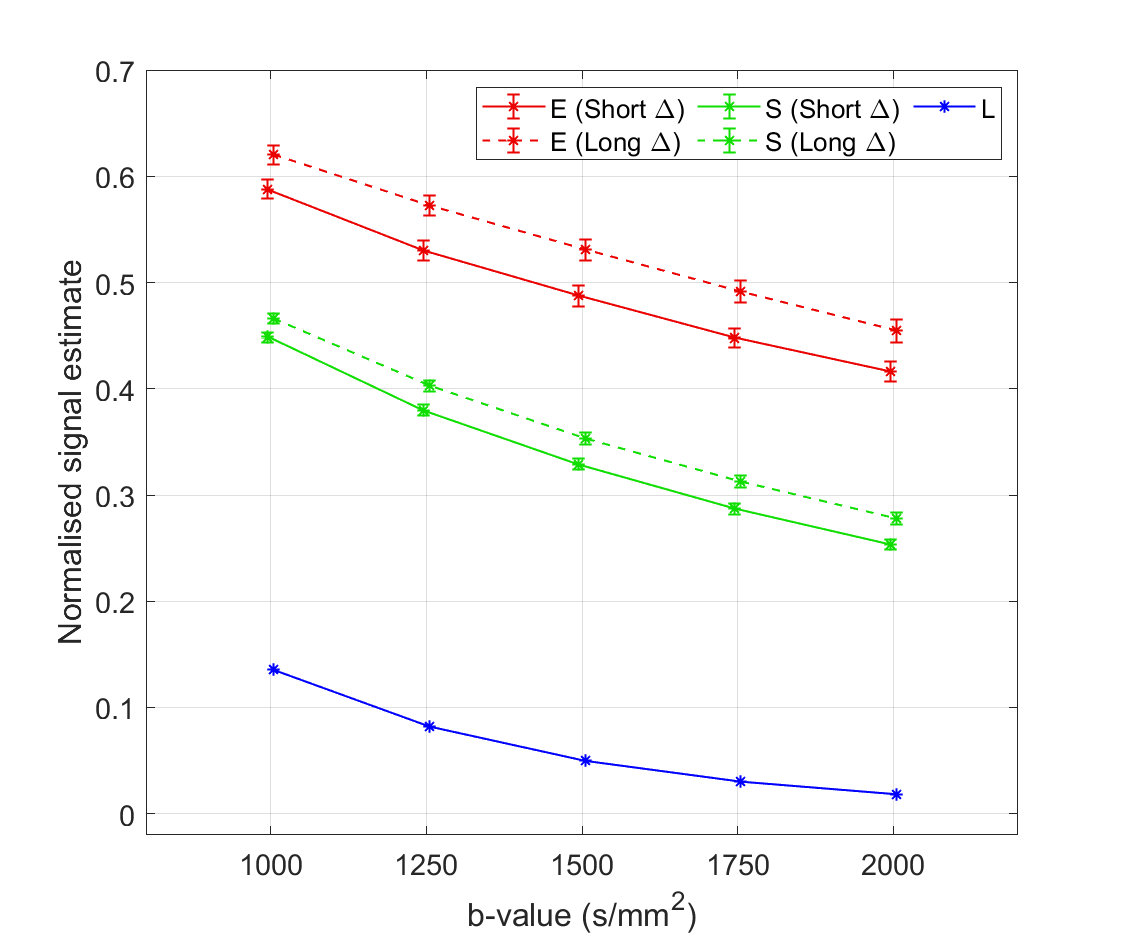 0.7
0.6
0.5
0.4
0.3
0.2
0.1
0
Normalised signal estimate
E (Short Δ)
S (Short Δ)
L
E (Long Δ)
S (Long Δ)
1000 1250 1500 1750 2000
b-value (s/mm²)